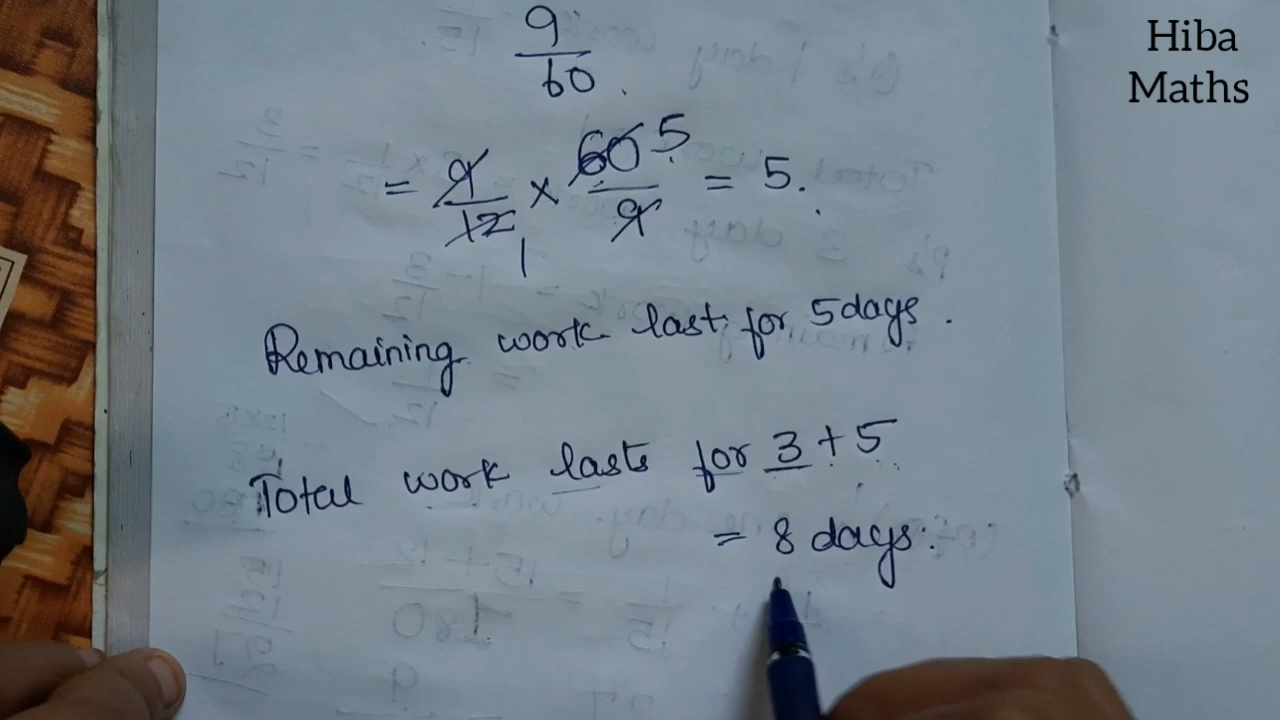 Hiba
Maths
9
60
= 9/12 × 60/9 5 = 5.
1
Remaining work last for 5 days.
Total work lasts for 3 + 5
= 8 days.